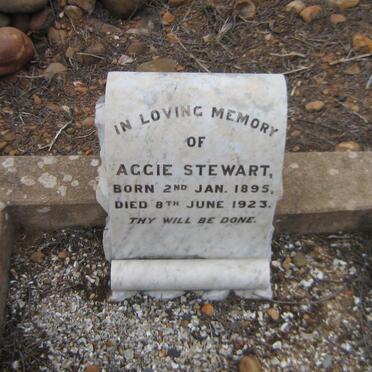 IN LOVING MEMORY
OF
AGGIE STEWART,
BORN 2ND JAN. 1895,
DIED 8TH JUNE 1923.
THY WILL BE DONE.